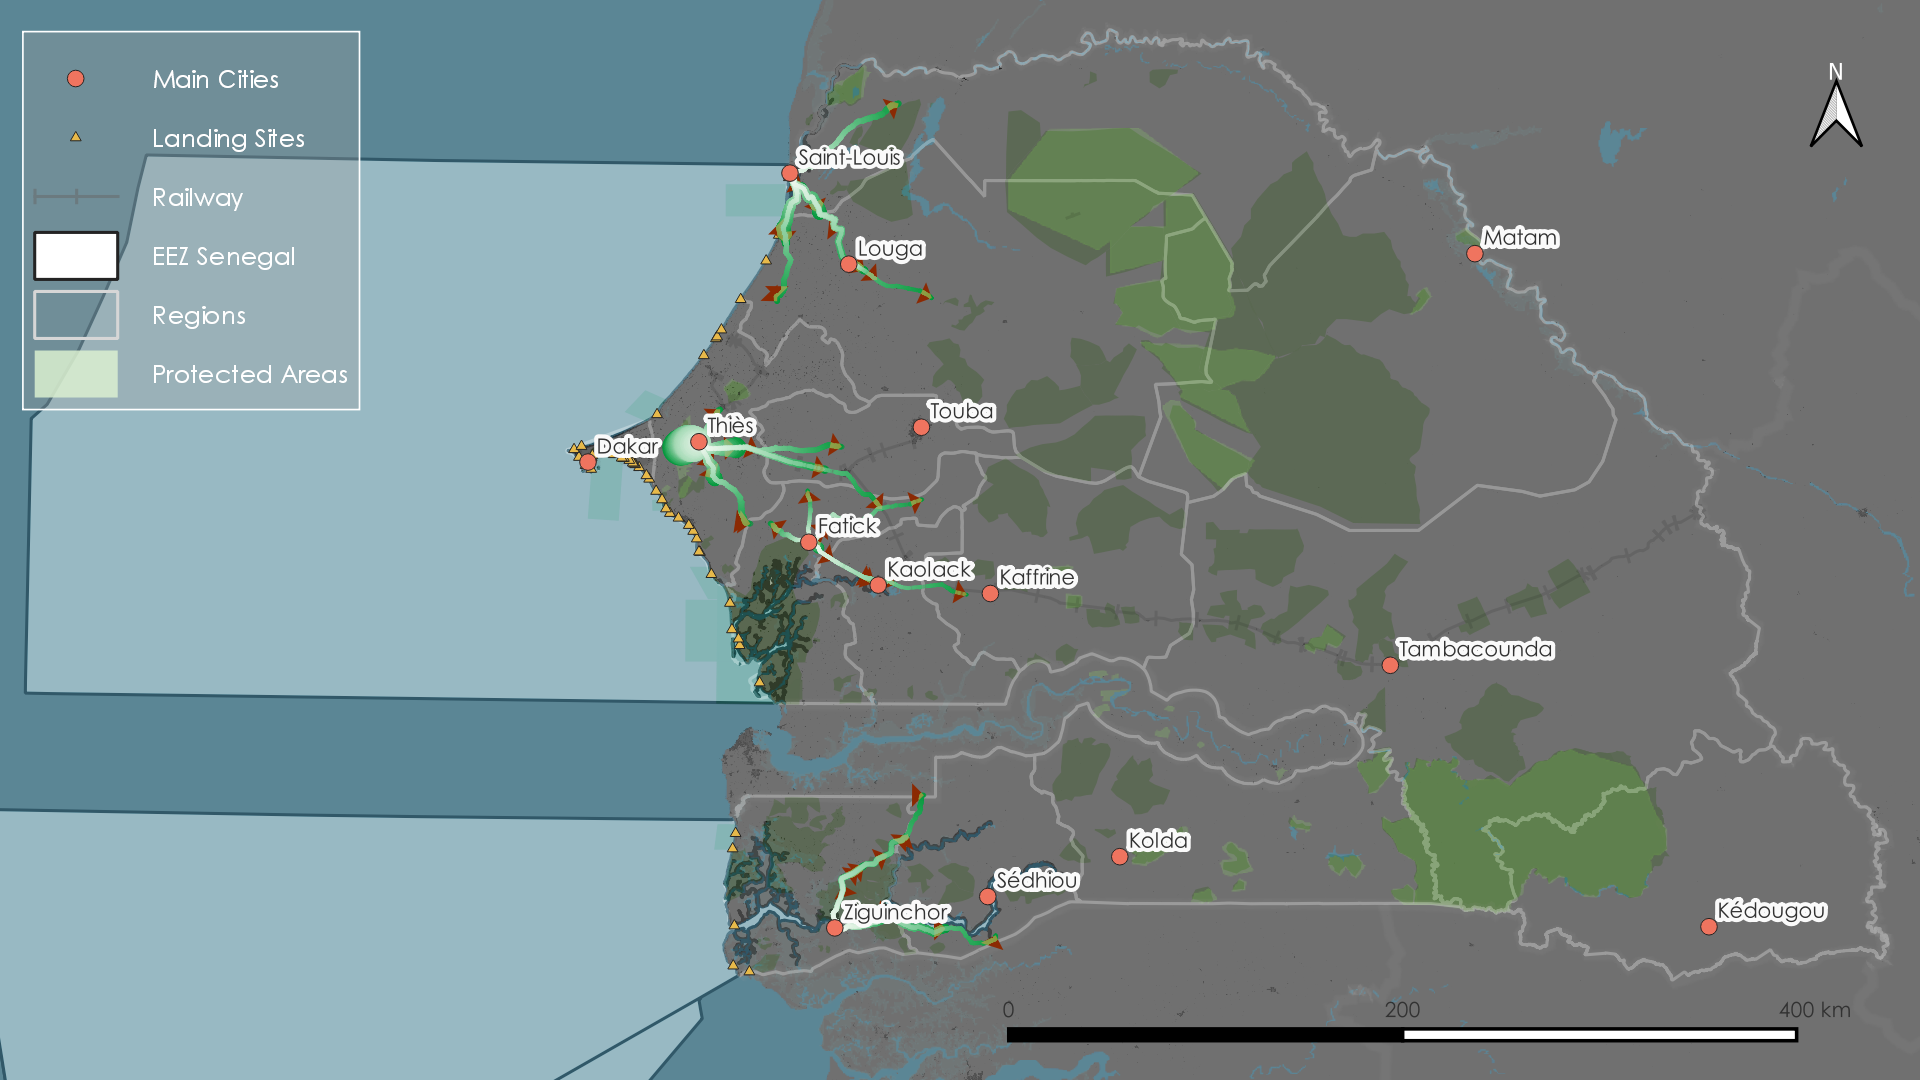 Main Cities
Landing Sites
Railway
EEZ Senegal
Regions
Protected Areas
N
Saint-Louis
Louga
Matam
Touba
Thiès
Dakar
Fatick
Kaolack
Kaffrine
Tambacounda
Kolda
Sédhiou
Ziguinchor
Kédougou
0 200 400 km